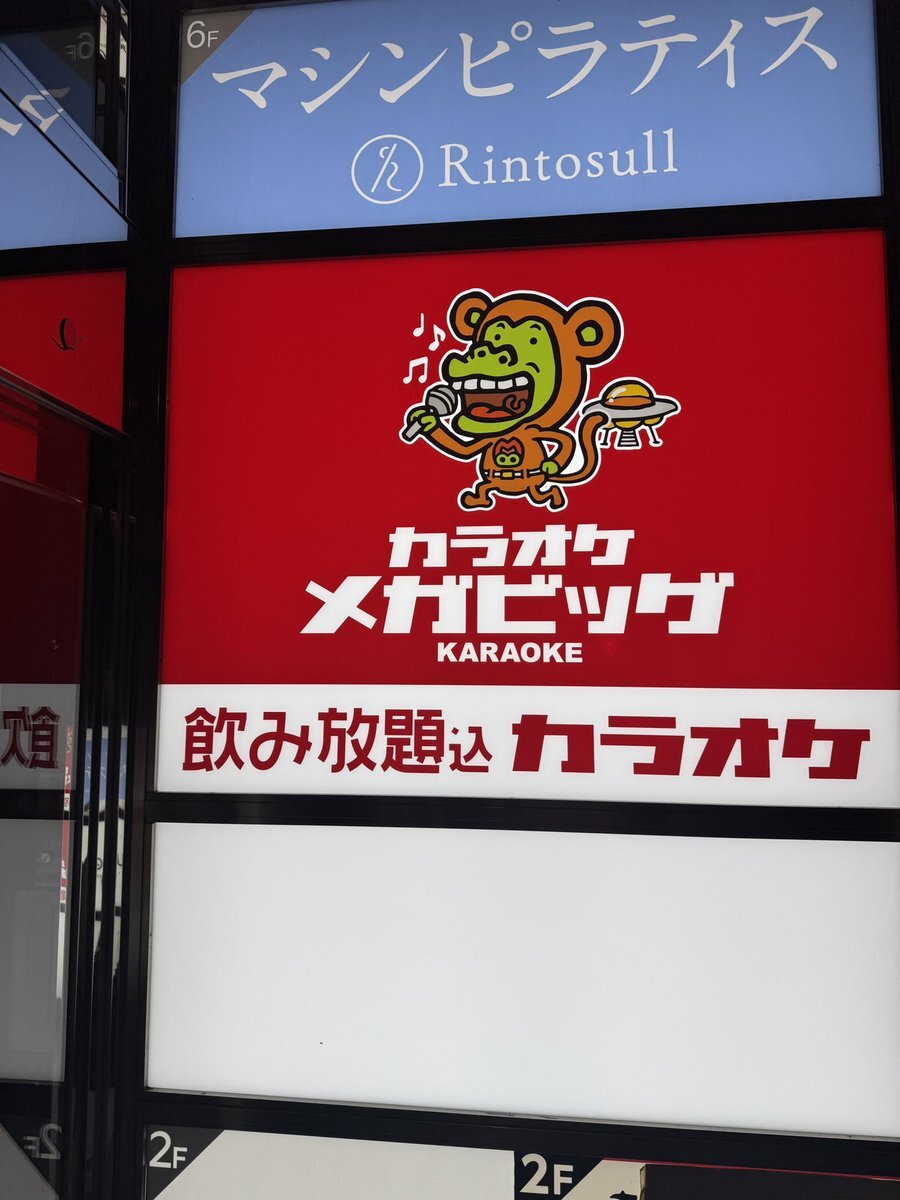 6F
マシンピラティス
Rintosull
カラオケ
メガビッグ
KARAOKE
飲み放題込 カラオケ
2F
2F